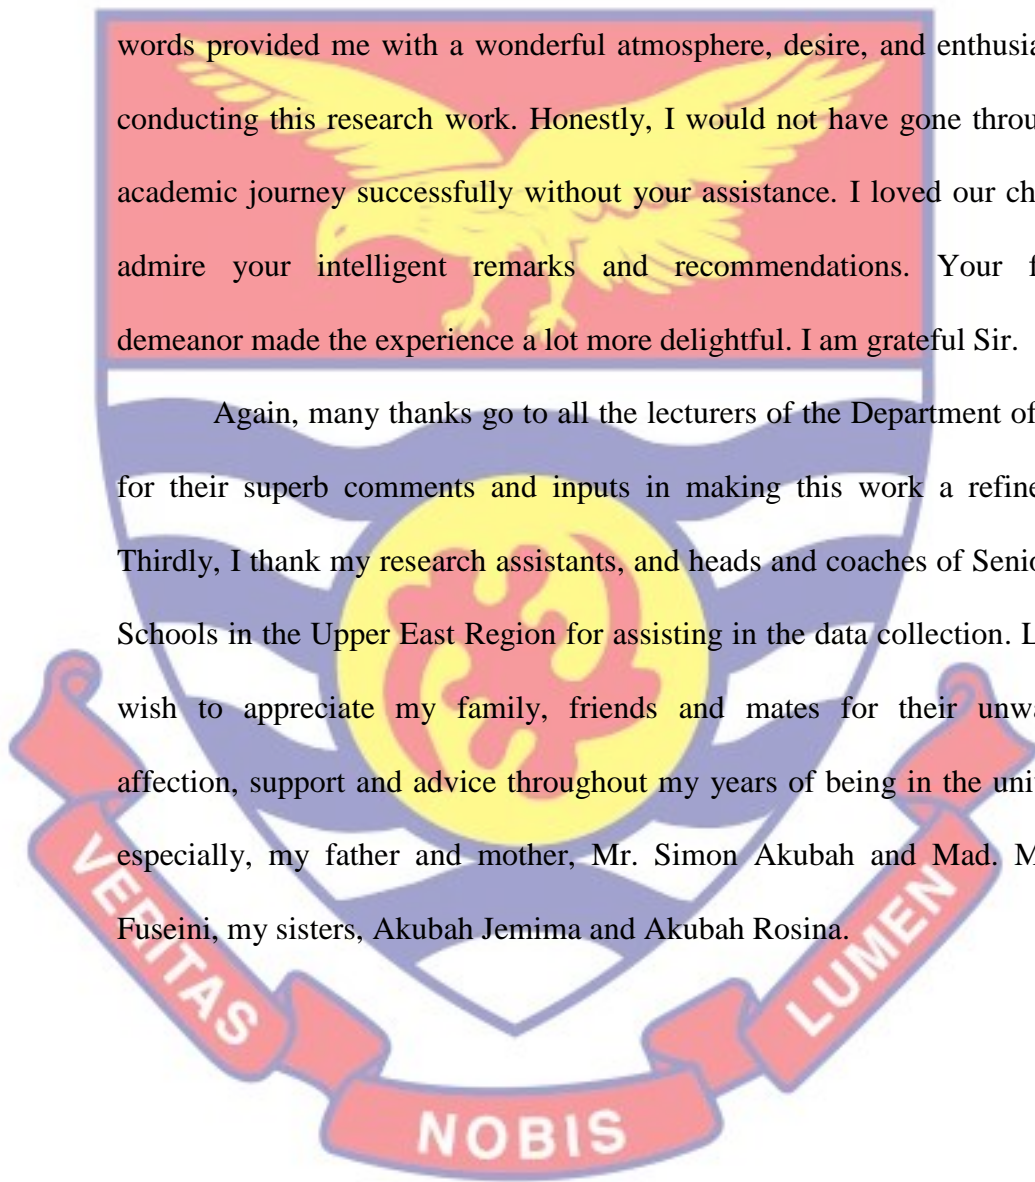 words provided me with a wonderful atmosphere, desire, and enthusia
conducting this research work. Honestly, I would not have gone throu
academic journey successfully without your assistance. I loved our ch
admire your intelligent remarks and recommendations. Your f
demeanor made the experience a lot more delightful. I am grateful Sir.
Again, many thanks go to all the lecturers of the Department of
for their superb comments and inputs in making this work a refine
Thirdly, I thank my research assistants, and heads and coaches of Senio
Schools in the Upper East Region for assisting in the data collection. L
wish to appreciate my family, friends and mates for their unw
affection, support and advice throughout my years of being in the uni
especially, my father and mother, Mr. Simon Akubah and Mad. M
Fuseini, my sisters, Akubah Jemima and Akubah Rosina.
VERITAS
NOBIS
LUMEN